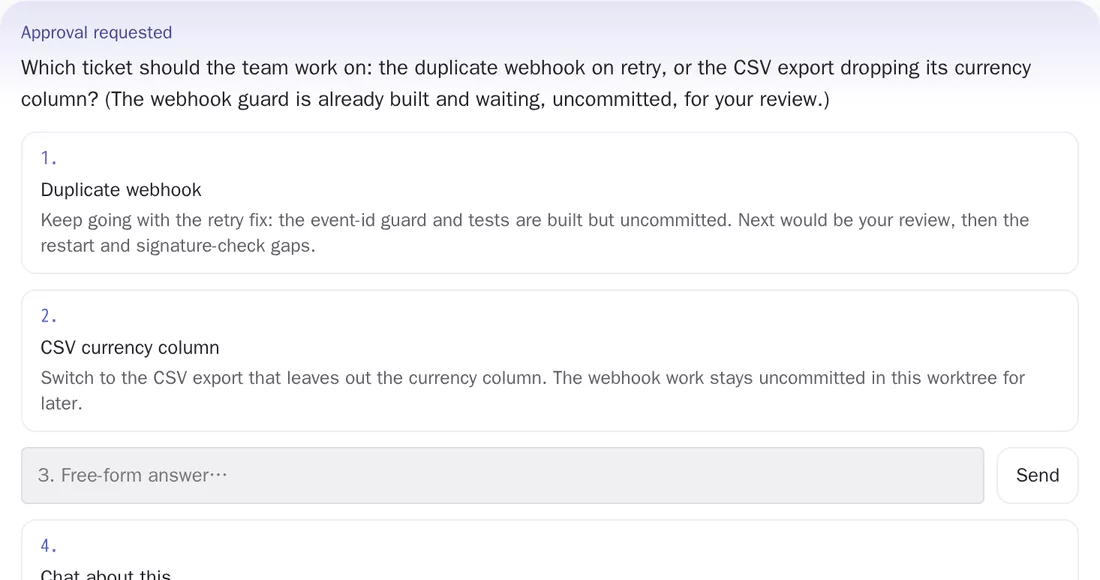 Approval requested
Which ticket should the team work on: the duplicate webhook on retry, or the CSV export dropping its currency
column? (The webhook guard is already built and waiting, uncommitted, for your review.)
1.
Duplicate webhook
Keep going with the retry fix: the event-id guard and tests are built but uncommitted. Next would be your review, then the
restart and signature-check gaps.
2.
CSV currency column
Switch to the CSV export that leaves out the currency column. The webhook work stays uncommitted in this worktree for
later.
3. Free-form answer···
Send
4.
Chat about this